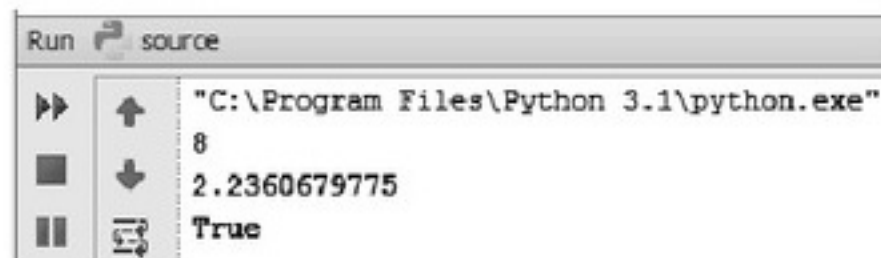 Run source
"C:\Program Files\Python 3.1\python.exe"
8
2.2360679775
True